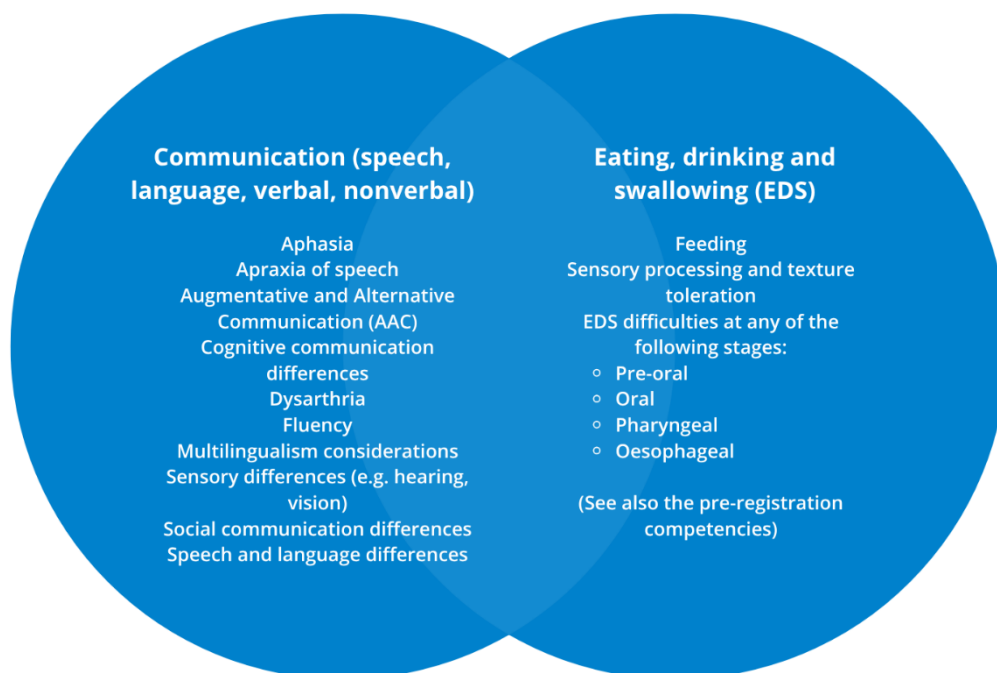 Communication (speech,
language, verbal, nonverbal)
Aphasia
Apraxia of speech
Augmentative and Alternative
Communication (AAC)
Cognitive communication
differences
Dysarthria
Fluency
Multilingualism considerations
Sensory differences (e.g. hearing,
vision)
Social communication differences
Speech and language differences
Eating, drinking and
swallowing (EDS)
Feeding
Sensory processing and texture
toleration
EDS difficulties at any of the
following stages:
◦ Pre-oral
◦ Oral
◦ Pharyngeal
◦ Oesophageal
(See also the pre-registration
competencies)